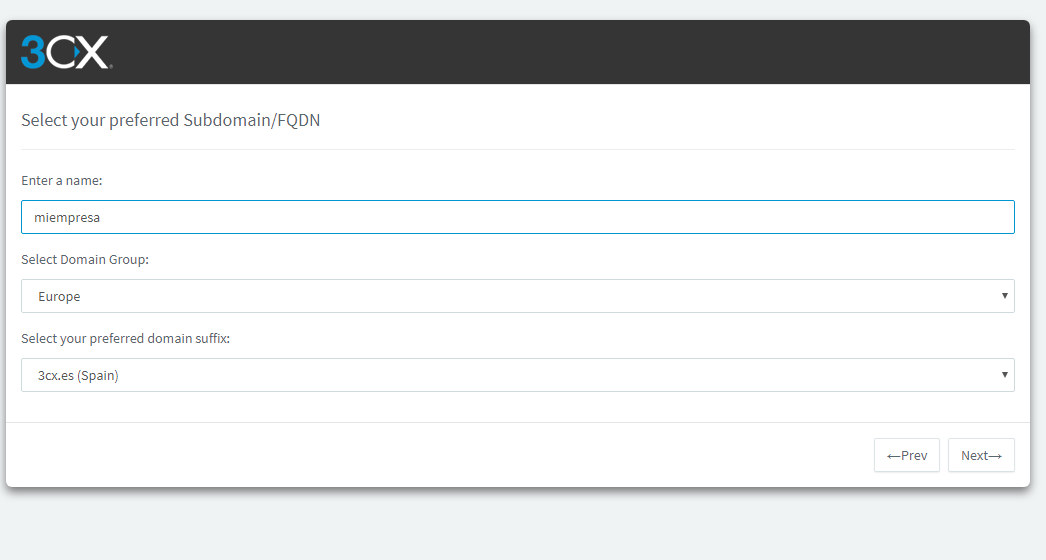 3CX
Select your preferred Subdomain/FQDN
Enter a name:
miempresa
Select Domain Group:
Europe
Select your preferred domain suffix:
3cx.es (Spain)
←Prev
Next→